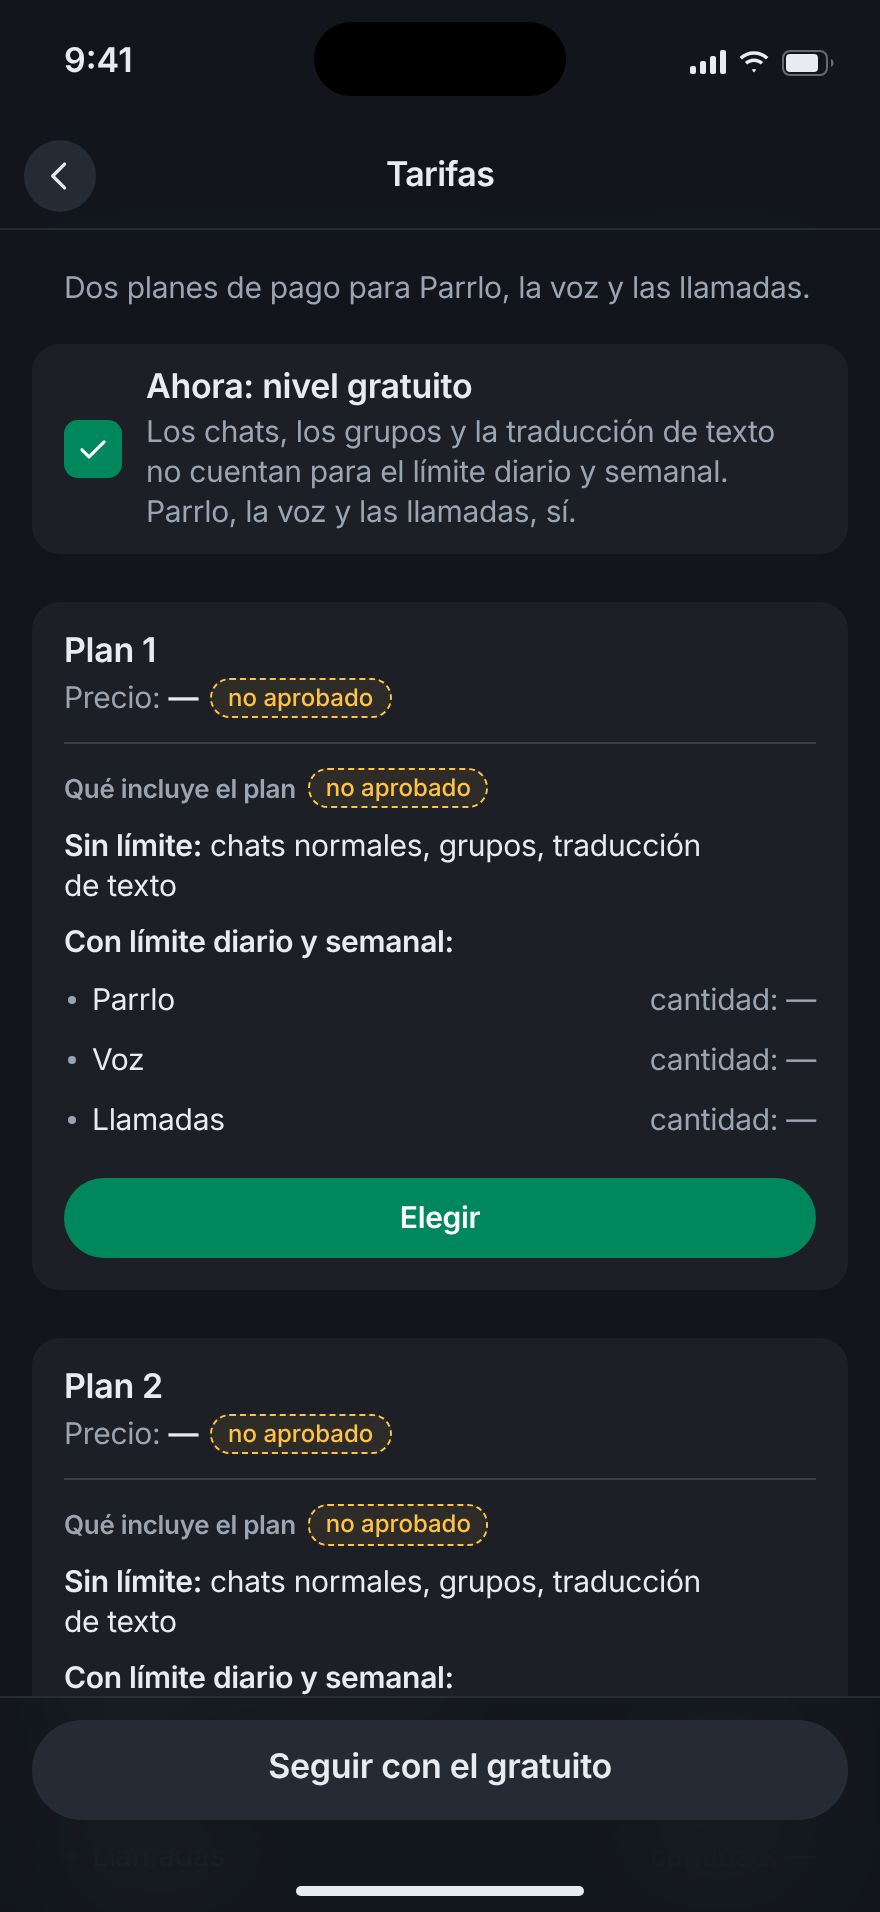 9:41
Tarifas
Dos planes de pago para Parrlo, la voz y las llamadas.
Ahora: nivel gratuito
Los chats, los grupos y la traducción de texto
no cuentan para el límite diario y semanal.
Parrlo, la voz y las llamadas, sí.
Plan 1
Precio: — no aprobado
Qué incluye el plan no aprobado
Sin límite: chats normales, grupos, traducción
de texto
Con límite diario y semanal:
• Parrlo cantidad: —
• Voz cantidad: —
• Llamadas cantidad: —
Elegir
Plan 2
Precio: — no aprobado
Qué incluye el plan no aprobado
Sin límite: chats normales, grupos, traducción
de texto
Con límite diario y semanal:
Seguir con el gratuito
• Llamadas cantidad: —